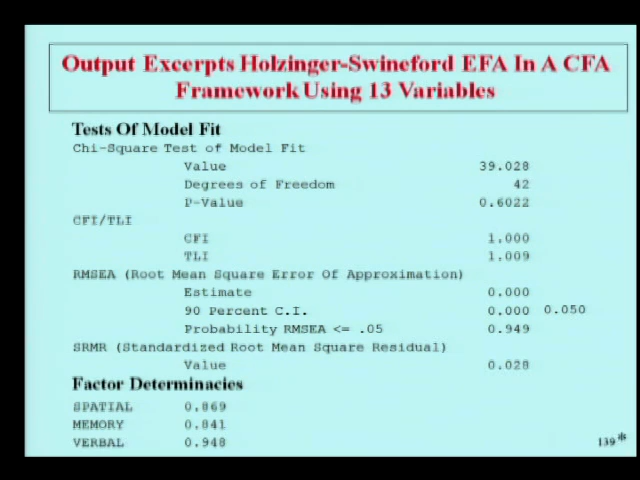 Output Excerpts Holzinger-Swineford EFA In A CFA
Framework Using 13 Variables
Tests Of Model Fit
Chi-Square Test of Model Fit
Value 39.028
Degrees of Freedom 42
P-Value 0.6022
CFI/TLI
CFI 1.000
TLI 1.009
RMSEA (Root Mean Square Error Of Approximation)
Estimate 0.000
90 Percent C.I. 0.000 0.050
Probability RMSEA <= .05 0.949
SRMR (Standardized Root Mean Square Residual)
Value 0.028
Factor Determinacies
SPATIAL 0.869
MEMORY 0.841
VERBAL 0.948
139*